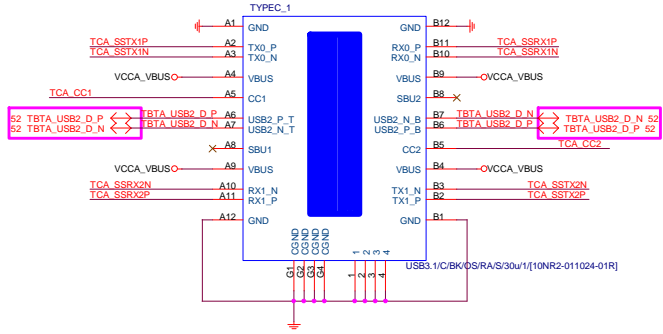 TYPEC_1
A1 GND GND B12
TCA_SSTX1P A2 TX0_P RX0_P B11 TCA_SSRX1P
TCA_SSTX1N A3 TX0_N RX0_N B10 TCA_SSRX1N
VCCA_VBUS A4 VBUS VBUS B9 VCCA_VBUS
TCA_CC1 A5 CC1 SBU2 B8
52 TBTA_USB2_D_P TBTA_USB2_D_P A6 USB2_P_T USB2_N_B B7 TBTA_USB2_D_N TBTA_USB2_D_N 52
52 TBTA_USB2_D_N TBTA_USB2_D_N A7 USB2_N_T USB2_P_B B6 TBTA_USB2_D_P TBTA_USB2_D_P 52
A8 SBU1 CC2 B5 TCA_CC2
VCCA_VBUS A9 VBUS VBUS B4 VCCA_VBUS
TCA_SSRX2N A10 RX1_N TX1_N B3 TCA_SSTX2N
TCA_SSRX2P A11 RX1_P TX1_P B2 TCA_SSTX2P
A12 GND GND B1
CGND CGND CGND CGND 1 2 3 4
G1 G2 G3 G4 1 2 3 4
USB3.1/C/BK/OS/RA/S/30u/1/[10NR2-011024-01R]